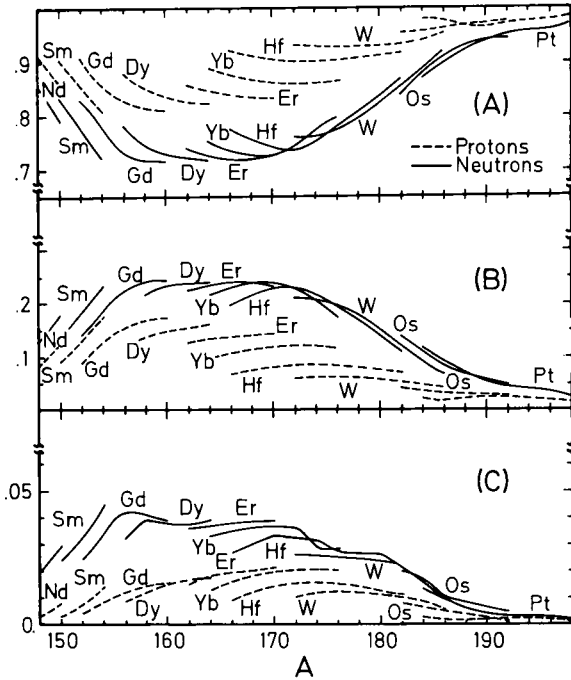 Sm
Gd
Dy
Yb
Hf
W
Pt
.9
Nd
Er
Os
(A)
.8
Sm
Yb
Hf
W
Protons
Neutrons
.7
Gd
Dy
Er
(B)
Gd
Dy
Er
Sm
.2
Yb
Hf
W
Os
Nd
Er
.1
Dy
Yb
Sm
Gd
Hf
W
Os
Pt
(C)
.05
Gd
Sm
Dy
Er
Yb
Er
Hf
W
Nd
Sm
Gd
Os
Dy
Yb
Hf
W
Os
Pt
0.
150 160 170 180 190
A